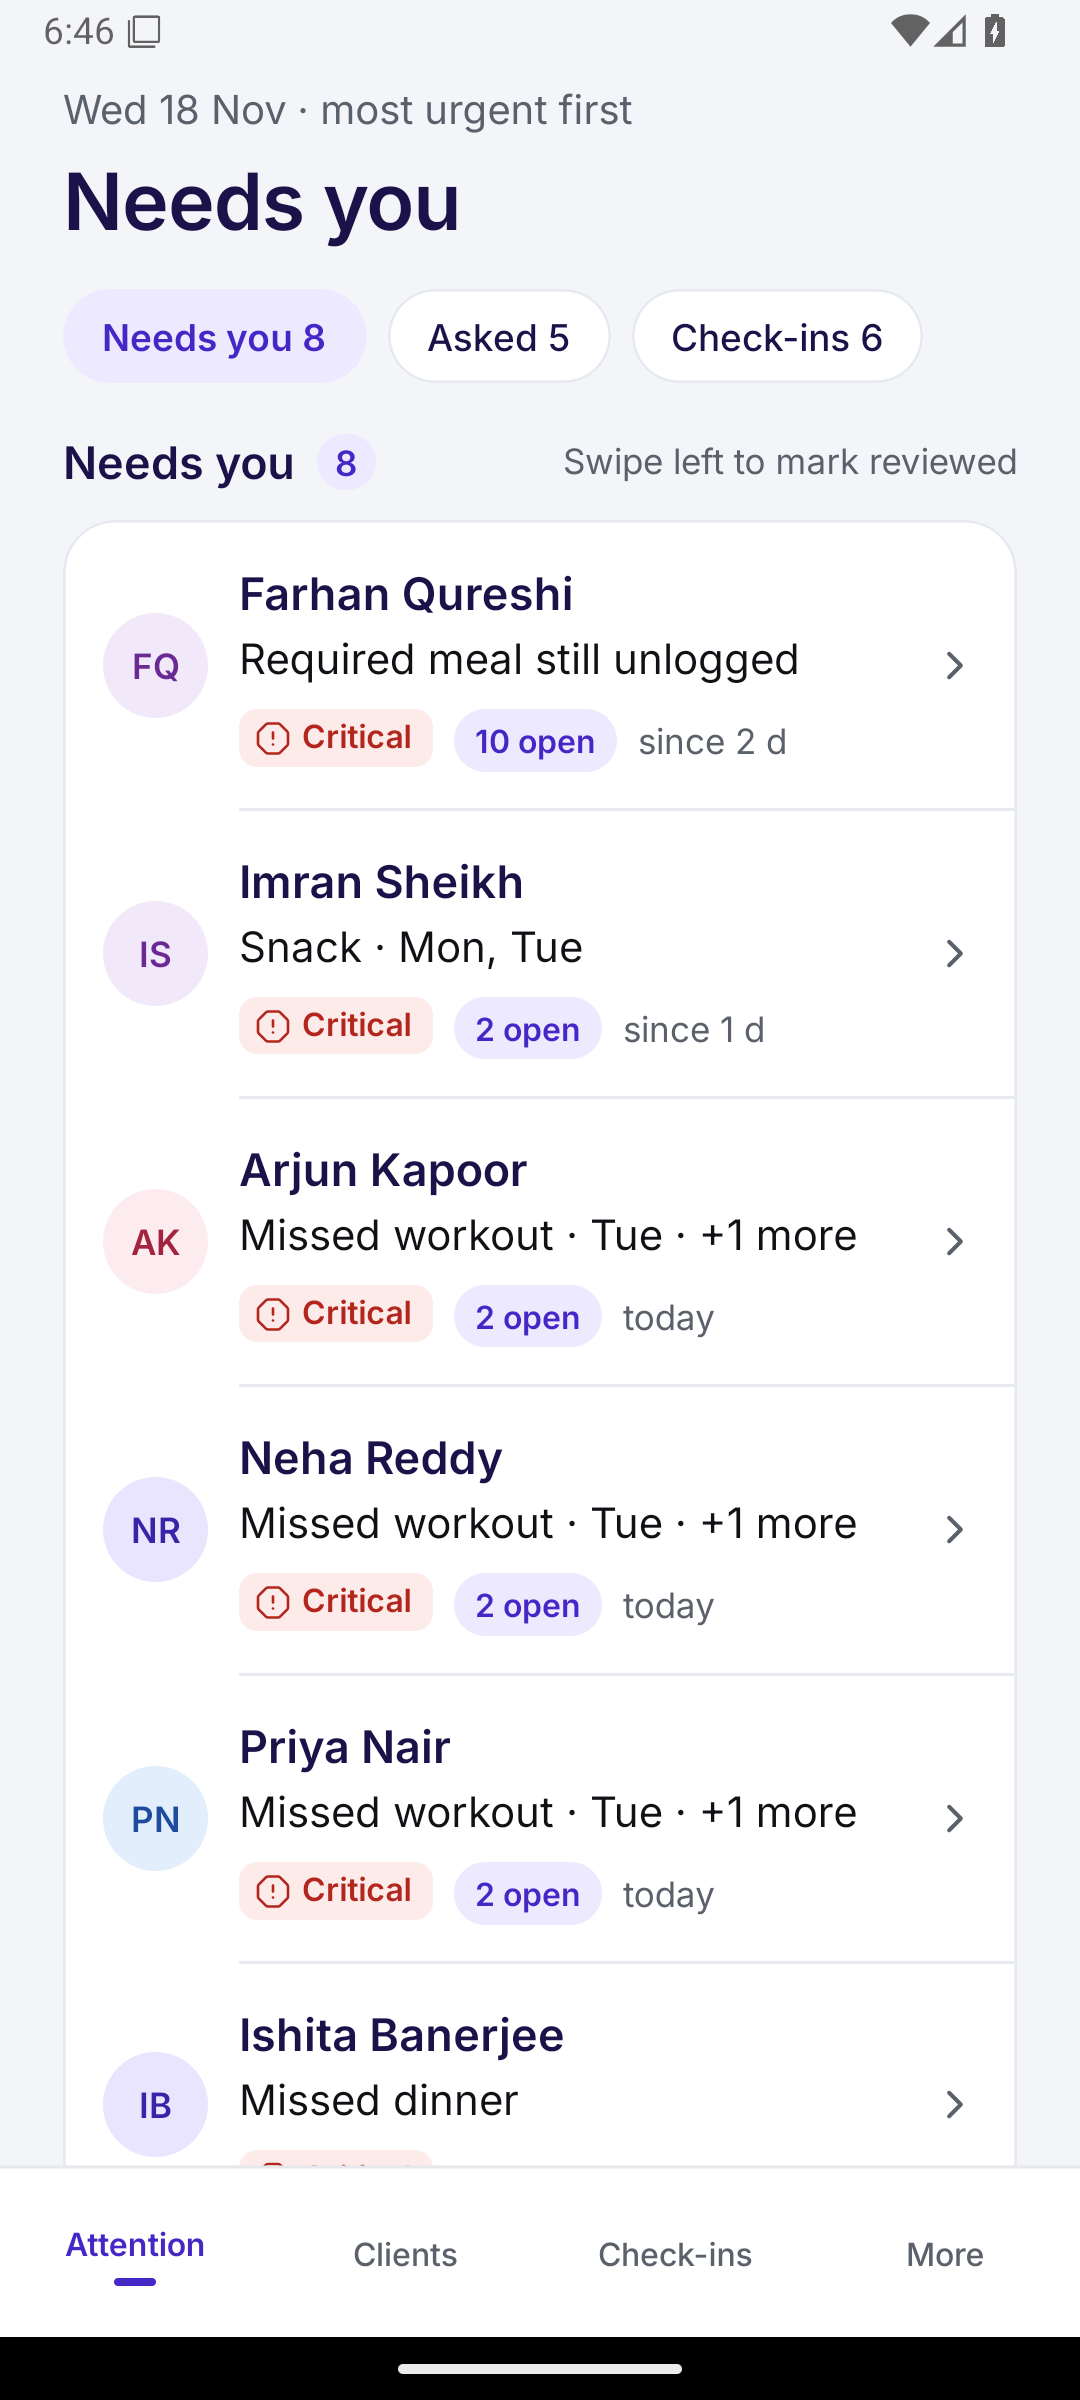 6:46
Wed 18 Nov · most urgent first
Needs you
Needs you 8
Asked 5
Check-ins 6
Needs you 8
Swipe left to mark reviewed
FQ
Farhan Qureshi
Required meal still unlogged
Critical
10 open
since 2 d
IS
Imran Sheikh
Snack · Mon, Tue
Critical
2 open
since 1 d
AK
Arjun Kapoor
Missed workout · Tue · +1 more
Critical
2 open
today
NR
Neha Reddy
Missed workout · Tue · +1 more
Critical
2 open
today
PN
Priya Nair
Missed workout · Tue · +1 more
Critical
2 open
today
IB
Ishita Banerjee
Missed dinner
Attention
Clients
Check-ins
More